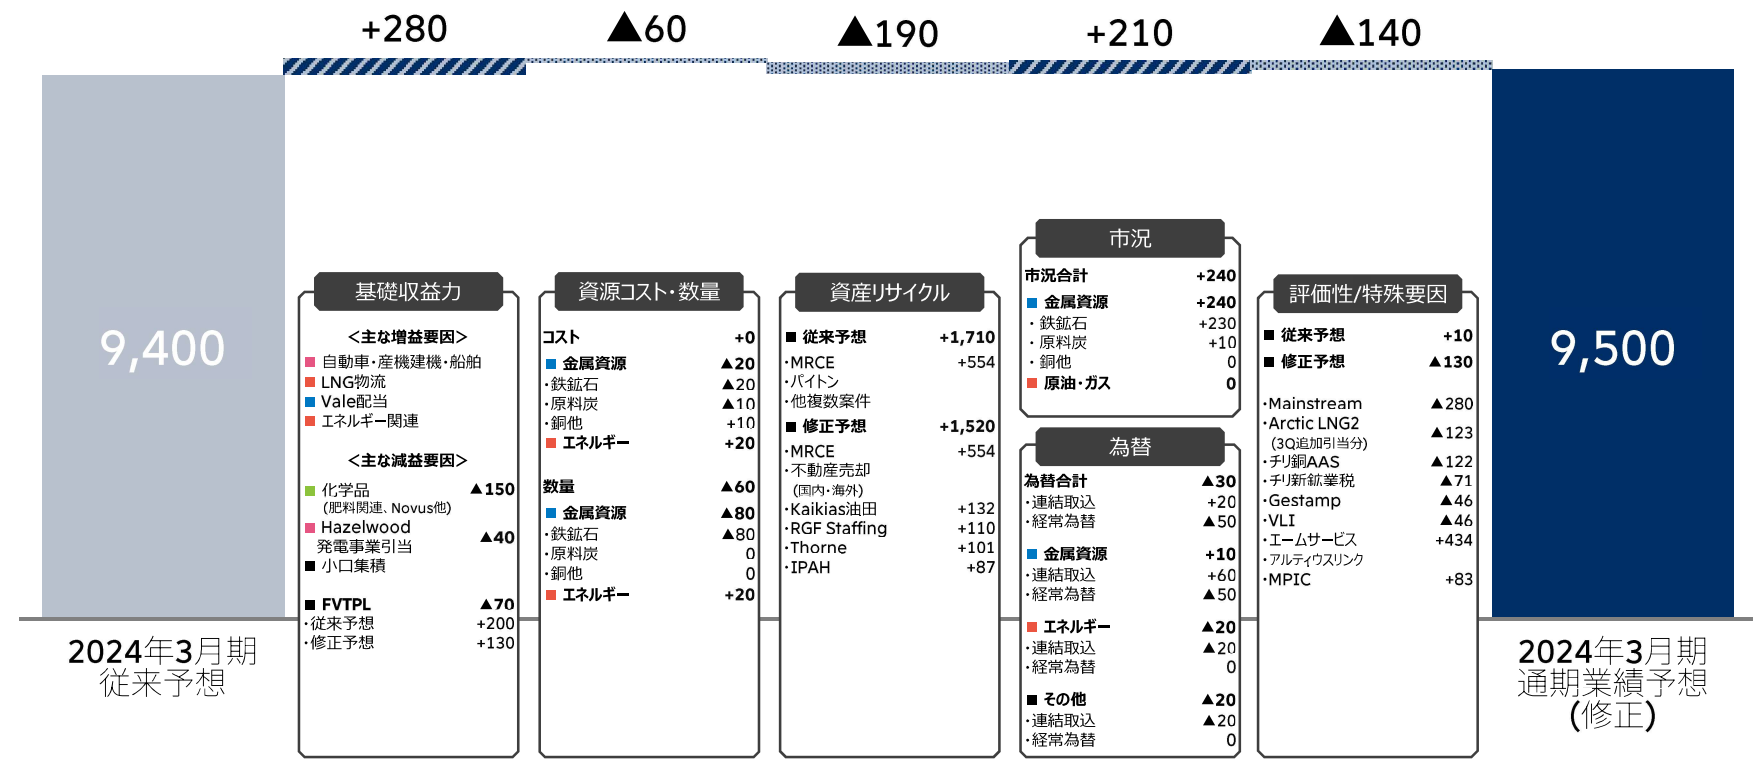 +280
▲60
▲190
+210
▲140
9,400
2024年3月期
従来予想
基礎収益力
＜主な増益要因＞
■ 自動車・産機建機・船舶
■ LNG物流
■ Vale配当
■ エネルギー関連
＜主な減益要因＞
■ 化学品 ▲150
(肥料関連、Novus他)
■ Hazelwood
発電事業引当 ▲40
■ 小口集積
■ FVTPL ▲70
・従来予想 +200
・修正予想 +130
資源コスト・数量
コスト +0
■ 金属資源 ▲20
・鉄鉱石 ▲20
・原料炭 ▲10
・銅他 +10
■ エネルギー +20
数量 ▲60
■ 金属資源 ▲80
・鉄鉱石 ▲80
・原料炭 0
・銅他 0
■ エネルギー +20
資産リサイクル
■ 従来予想 +1,710
・MRCE +554
・パイトン
・他複数案件
■ 修正予想 +1,520
・MRCE +554
・不動産売却
(国内・海外)
・Kaikias油田 +132
・RGF Staffing +110
・Thorne +101
・IPAH +87
市況
市況合計 +240
■ 金属資源 +240
・鉄鉱石 +230
・原料炭 +10
・銅他 0
■ 原油・ガス 0
為替
為替合計 ▲30
・連結取込 +20
・経常為替 ▲50
■ 金属資源 +10
・連結取込 +60
・経常為替 ▲50
■ エネルギー ▲20
・連結取込 ▲20
・経常為替 0
■ その他 ▲20
・連結取込 ▲20
・経常為替 0
評価性/特殊要因
■ 従来予想 +10
■ 修正予想 ▲130
・Mainstream ▲280
・Arctic LNG2 ▲123
(3Q追加引当分)
・チリ銅AAS ▲122
・チリ新鉱業税 ▲71
・Gestamp ▲46
・VLI ▲46
・エームサービス +434
・アルティウスリンク
・MPIC +83
9,500
2024年3月期
通期業績予想
(修正)